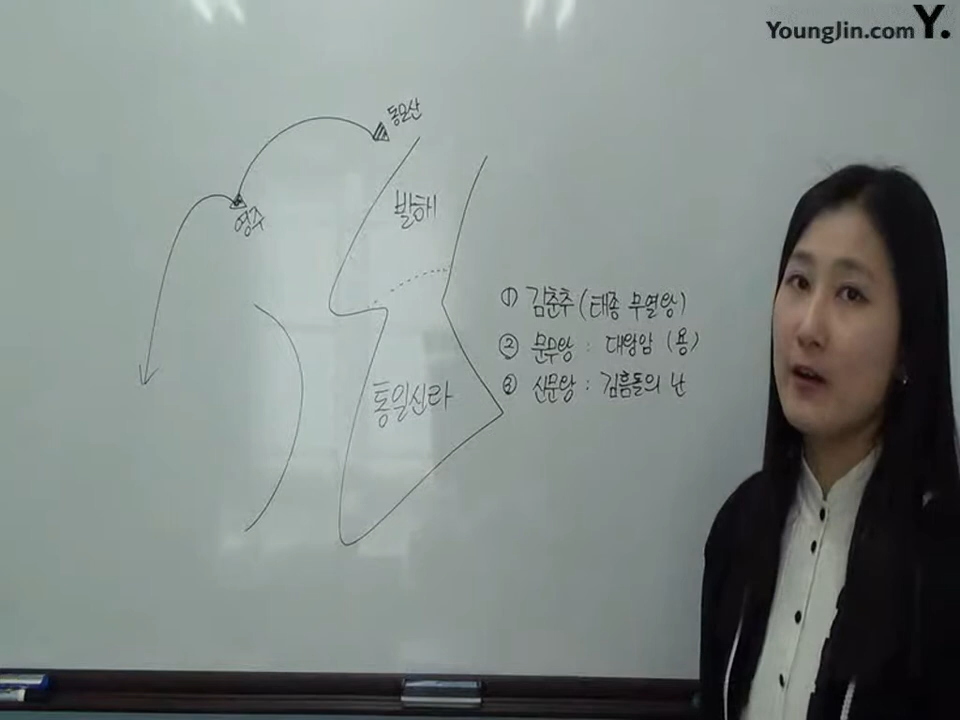 YoungJin.com Y.
동모산
영주
발해
① 김춘추 (태종 무열왕)
② 문무왕 : 대왕암 (용)
③ 신문왕 : 김흠돌의 난
통일신라